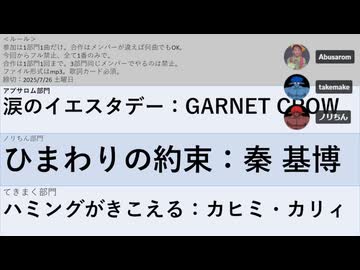 ＜ルール＞
参加は1部門1曲だけ。合作はメンバーが違えば何曲でもOK。
今回からフル禁止、全て1番のみで。
合作は1部門1回まで。3部門同じメンバーでやるのは禁止。
ファイル形式はmp3。歌詞カード必須。
締切：2025/7/26 土曜日
Abusarom
takemake
ノリちん
アブサロム部門
涙のイエスタデー：GARNET CROW
ノリちん部門
ひまわりの約束：秦 基博
てきまく部門
ハミングがきこえる：カヒミ・カリィ